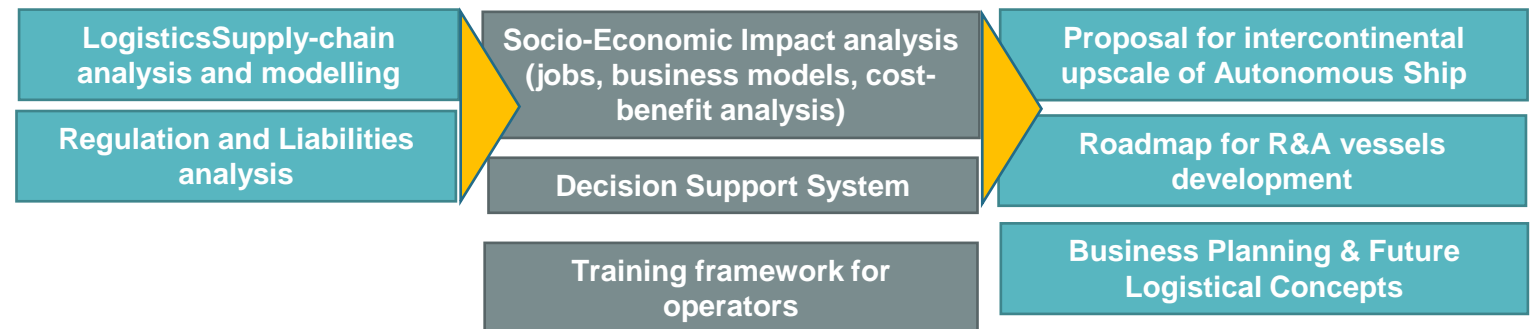 LogisticsSupply-chain
analysis and modelling
Regulation and Liabilities
analysis
Socio-Economic Impact analysis
(jobs, business models, cost-
benefit analysis)
Decision Support System
Training framework for
operators
Proposal for intercontinental
upscale of Autonomous Ship
Roadmap for R&A vessels
development
Business Planning & Future
Logistical Concepts